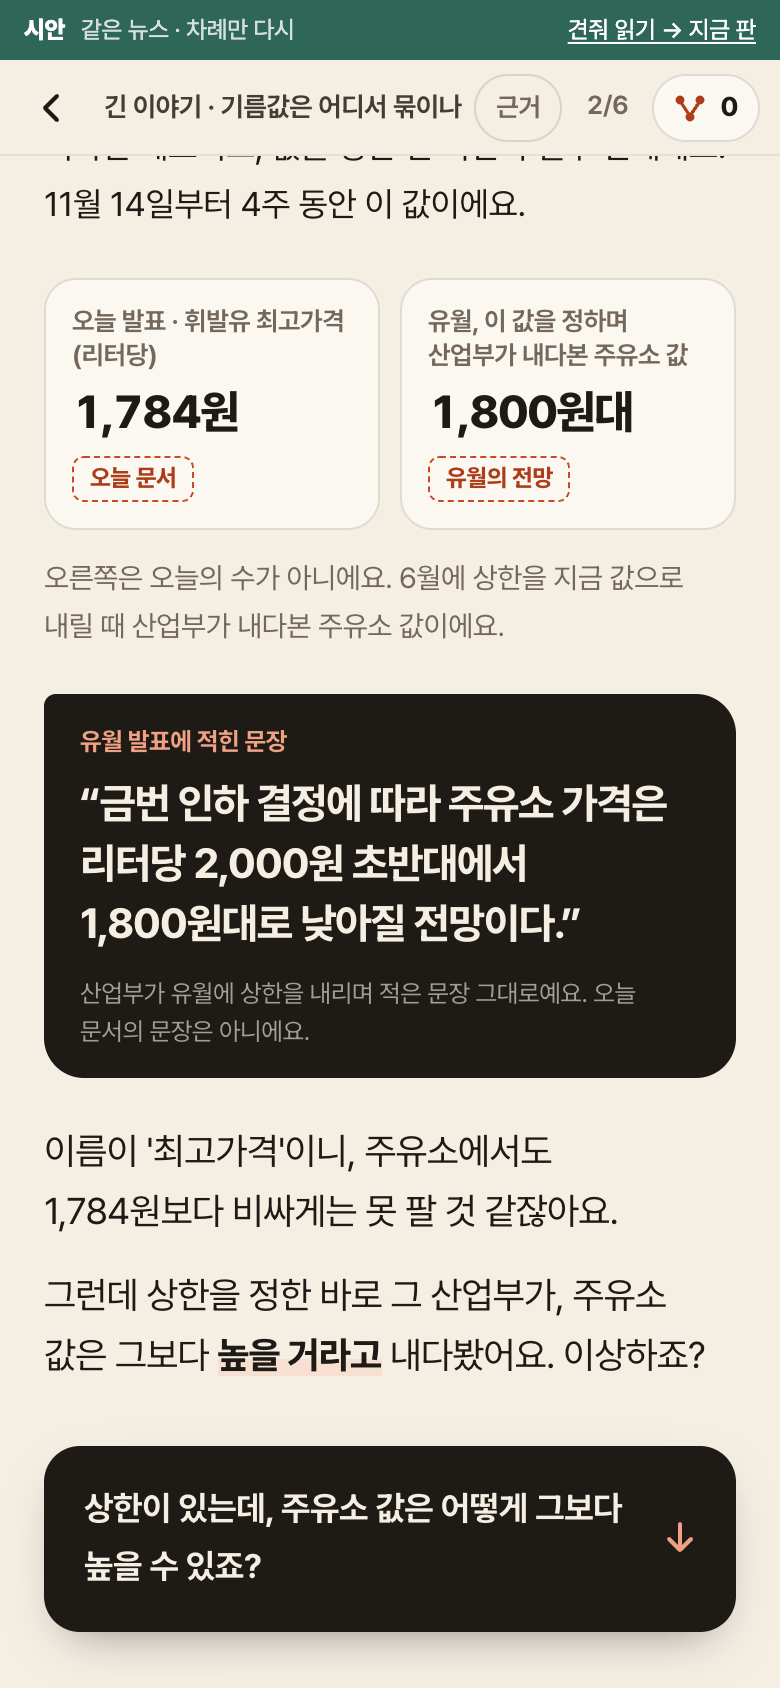 시안 같은 뉴스 · 차례만 다시 견줘 읽기 → 지금 판
긴 이야기 · 기름값은 어디서 묶이나 근거 2/6 0
11월 14일부터 4주 동안 이 값이에요.
오늘 발표 · 휘발유 최고가격
(리터당)
1,784원
오늘 문서
유월, 이 값을 정하며
산업부가 내다본 주유소 값
1,800원대
유월의 전망
오른쪽은 오늘의 수가 아니에요. 6월에 상한을 지금 값으로
내릴 때 산업부가 내다본 주유소 값이에요.
유월 발표에 적힌 문장
“금번 인하 결정에 따라 주유소 가격은
리터당 2,000원 초반대에서
1,800원대로 낮아질 전망이다.”
산업부가 유월에 상한을 내리며 적은 문장 그대로예요. 오늘
문서의 문장은 아니에요.
이름이 '최고가격'이니, 주유소에서도
1,784원보다 비싸게는 못 팔 것 같잖아요.
그런데 상한을 정한 바로 그 산업부가, 주유소
값은 그보다 높을 거라고 내다봤어요. 이상하죠?
상한이 있는데, 주유소 값은 어떻게 그보다
높을 수 있죠?